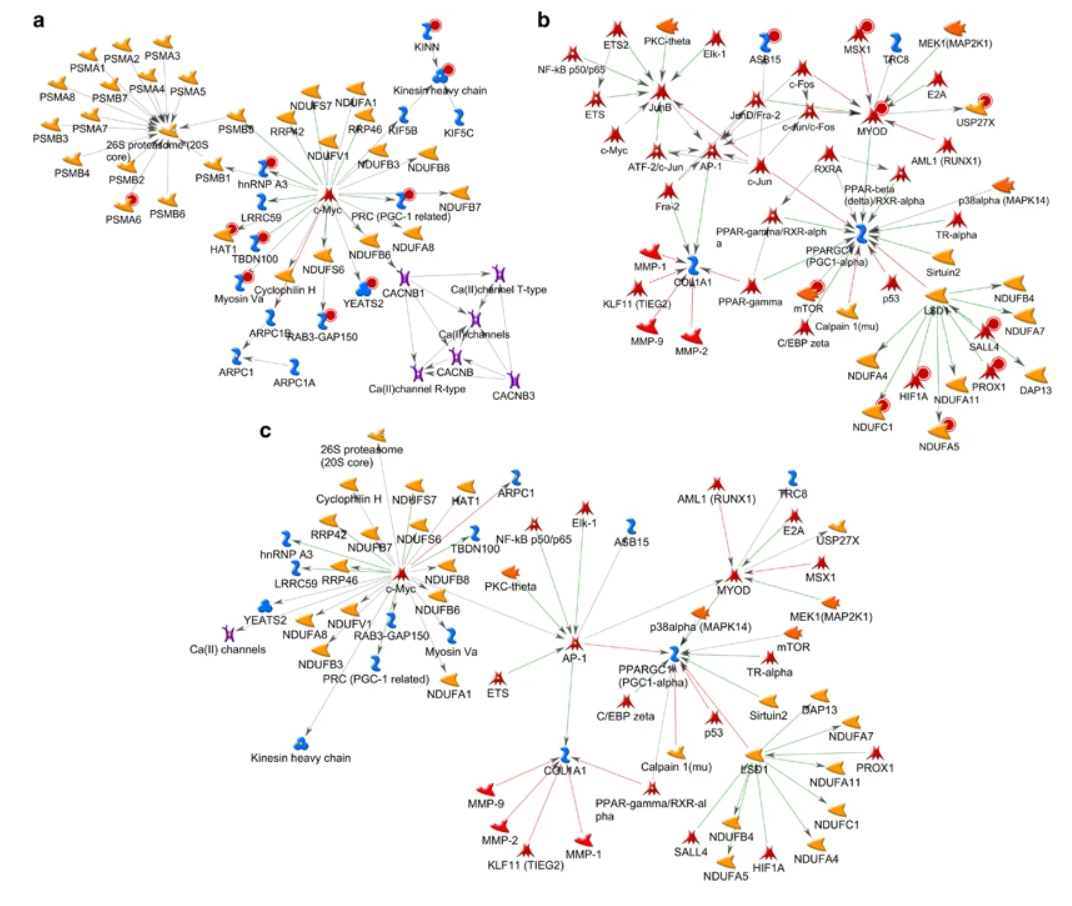 a
KINN
PSMA3
PSMA2
PSMA1
PSMA4
PSMA5
PSMA8
PSMB7
Kinesin heavy chain
NDUFS7
NDUFA1
PSMA7
PSMB5
RRP42
RRP46
KIF5B
KIF5C
PSMB3
26S proteasome (20S
core)
NDUFV1
NDUFB3
NDUFB8
PSMB4
PSMB2
PSMB1
hnRNP A3
PSMA6
PSMB6
LRRC59
c-Myc
PRC (PGC-1 related)
NDUFB7
HAT1
TBDN100
NDUFB6
NDUFA8
NDUFS6
Myosin Va
Cyclophilin H
YEATS2
CACNB1
Ca(II)channel T-type
ARPC1B
RAB3-GAP150
Ca(II)channels
ARPC1
ARPC1A
CACNB
Ca(II)channel R-type
CACNB3
b
ETS2
PKC-theta
Elk-1
ASB15
MSX1
TRC8
MEK1(MAP2K1)
NF-kB p50/p65
c-Fos
E2A
ETS
JunB
JunD/Fra-2
c-Jun/c-Fos
MYOD
USP27X
c-Myc
ATF-2/c-Jun
AP-1
c-Jun
RXRA
AML1 (RUNX1)
Fra-2
PPAR-beta
(delta)/RXR-alpha
p38alpha (MAPK14)
PPAR-gamma/RXR-alph
a
TR-alpha
MMP-1
PPARGC1
(PGC1-alpha)
Sirtuin2
COL1A1
KLF11 (TIEG2)
PPAR-gamma
mTOR
p53
LSD1
NDUFB4
MMP-9
MMP-2
C/EBP zeta
Calpain 1(mu)
NDUFA7
SALL4
NDUFA4
HIF1A
NDUFA11
PROX1
DAP13
NDUFC1
NDUFA5
c
26S proteasome
(20S core)
Cyclophilin H
NDUFS7
HAT1
ARPC1
AML1 (RUNX1)
TRC8
RRP42
NDUFB7
NDUFS6
NF-kB p50/p65
Elk-1
ASB15
E2A
USP27X
hnRNP A3
TBDN100
LRRC59
RRP46
c-Myc
NDUFB8
PKC-theta
MYOD
MSX1
YEATS2
NDUFV1
NDUFB6
MEK1(MAP2K1)
NDUFA8
RAB3-GAP150
p38alpha (MAPK14)
Ca(II) channels
Myosin Va
mTOR
NDUFB3
AP-1
PPARGC1
(PGC1-alpha)
TR-alpha
PRC (PGC-1 related)
NDUFA1
ETS
C/EBP zeta
p53
Sirtuin2
DAP13
NDUFA7
Kinesin heavy chain
COL1A1
Calpain 1(mu)
LSD1
PROX1
NDUFA11
MMP-9
PPAR-gamma/RXR-al
pha
NDUFC1
MMP-2
NDUFB4
KLF11 (TIEG2)
MMP-1
SALL4
NDUFA5
HIF1A
NDUFA4